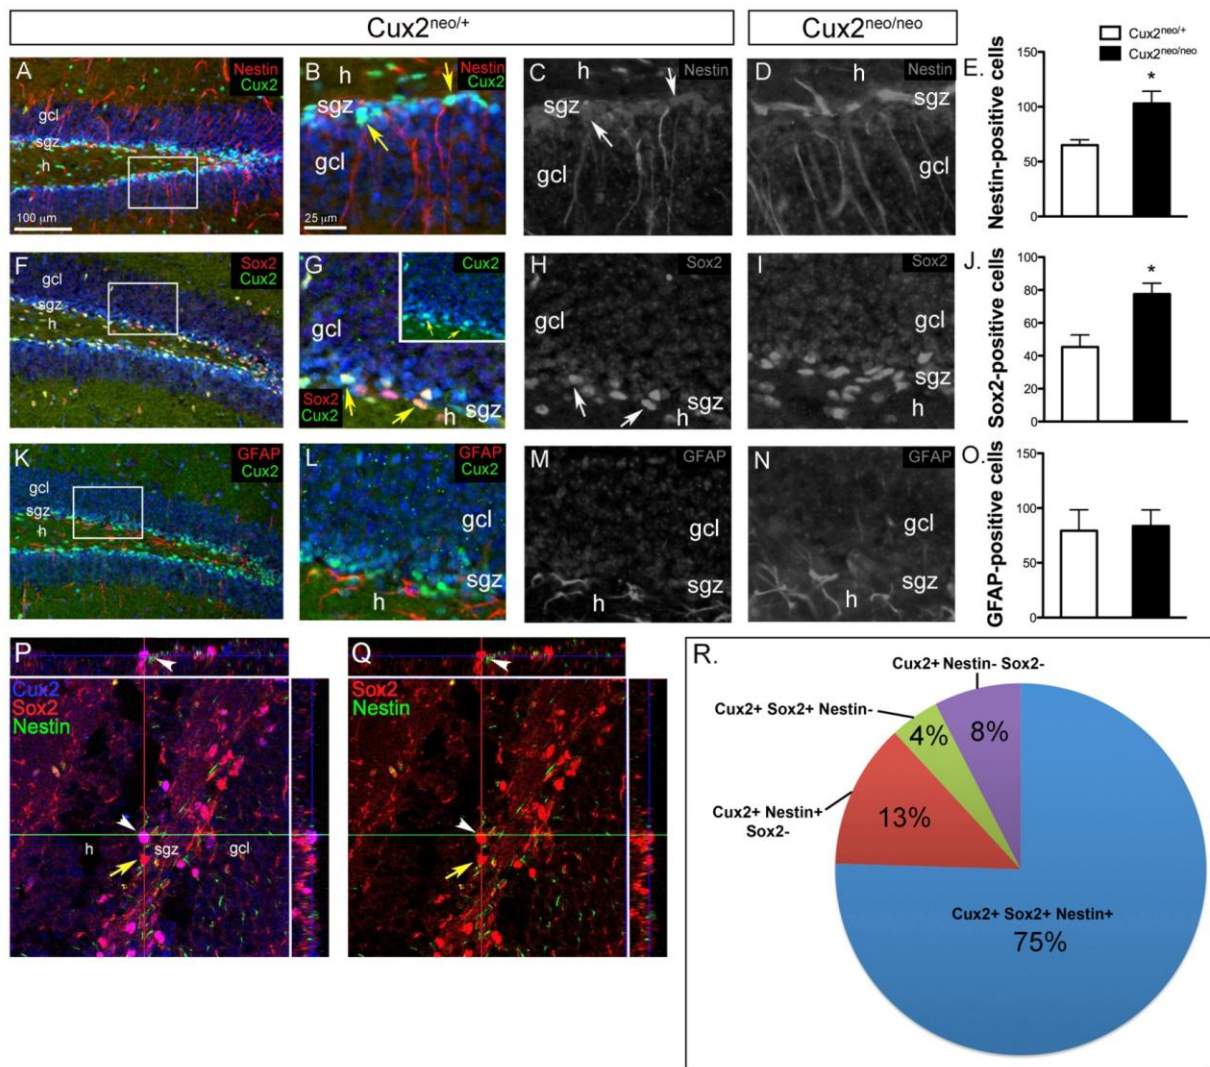 Cux2neo/+
Cux2neo/neo
A
Nestin
Cux2
gcl
sgz
h
100 μm
B
h
Nestin
Cux2
sgz
gcl
25 μm
C
h
Nestin
sgz
gcl
D
h
Nestin
sgz
gcl
E.
Cux2neo/+
Cux2neo/neo
Nestin-positive cells
150
100
50
0
*
F
Sox2
Cux2
gcl
sgz
h
G
Cux2
gcl
Sox2
Cux2
h
sgz
H
Sox2
gcl
sgz
h
I
Sox2
gcl
sgz
h
J.
Sox2-positive cells
100
80
60
40
20
0
*
K
GFAP
Cux2
gcl
sgz
h
L
GFAP
Cux2
gcl
sgz
h
M
GFAP
gcl
sgz
h
N
GFAP
gcl
sgz
h
O.
GFAP-positive cells
150
100
50
0
P
Cux2
Sox2
Nestin
h
sgz
gcl
Q
Sox2
Nestin
R.
Cux2+ Nestin- Sox2-
Cux2+ Sox2+ Nestin-
4%
8%
Cux2+ Nestin+
Sox2-
13%
Cux2+ Sox2+ Nestin+
75%